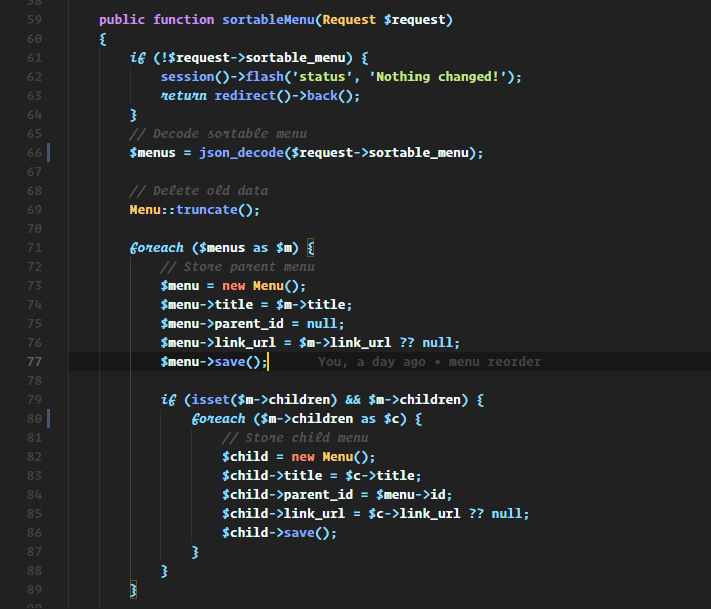 58
59 public function sortableMenu(Request $request)
60 {
61 if (!$request->sortable_menu) {
62 session()->flash('status', 'Nothing changed!');
63 return redirect()->back();
64 }
65 // Decode sortable menu
66 $menus = json_decode($request->sortable_menu);
67
68 // Delete old data
69 Menu::truncate();
70
71 foreach ($menus as $m) {
72 // Store parent menu
73 $menu = new Menu();
74 $menu->title = $m->title;
75 $menu->parent_id = null;
76 $menu->link_url = $m->link_url ?? null;
77 $menu->save(); You, a day ago • menu reorder
78
79 if (isset($m->children) && $m->children) {
80 foreach ($m->children as $c) {
81 // Store child menu
82 $child = new Menu();
83 $child->title = $c->title;
84 $child->parent_id = $menu->id;
85 $child->link_url = $c->link_url ?? null;
86 $child->save();
87 }
88 }
89 }
90